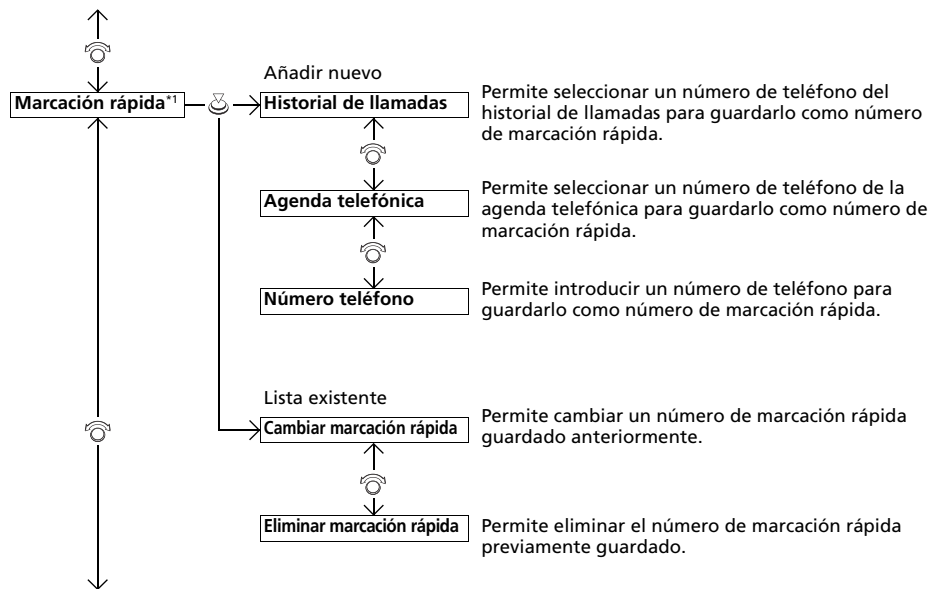 Añadir nuevo
Marcación rápida*1
Historial de llamadas
Permite seleccionar un número de teléfono del
historial de llamadas para guardarlo como número
de marcación rápida.
Agenda telefónica
Permite seleccionar un número de teléfono de la
agenda telefónica para guardarlo como número de
marcación rápida.
Número teléfono
Permite introducir un número de teléfono para
guardarlo como número de marcación rápida.
Lista existente
Cambiar marcación rápida
Permite cambiar un número de marcación rápida
guardado anteriormente.
Eliminar marcación rápida
Permite eliminar el número de marcación rápida
previamente guardado.